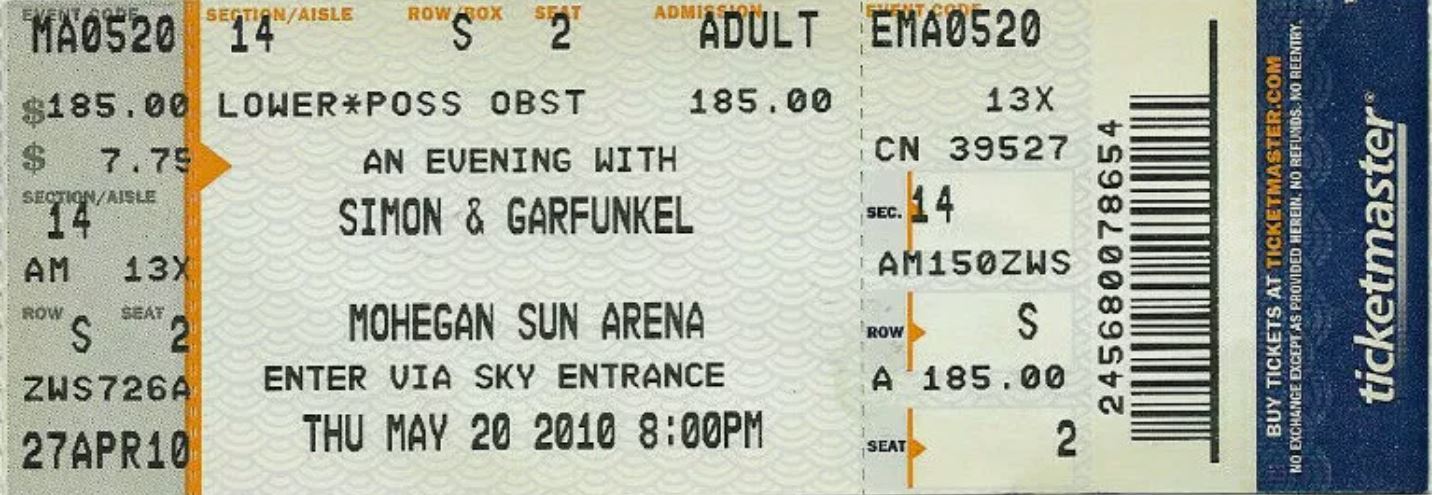 EVENT CODE
MA0520
$185.00
$ 7.75
SECTION/AISLE
14
AM 13X
ROW S SEAT 2
ZWS726A
27APR10
SECTION/AISLE ROW/BOX SEAT ADMISSION
14 S 2 ADULT
LOWER*POSS OBST 185.00
AN EVENING WITH
SIMON & GARFUNKEL
MOHEGAN SUN ARENA
ENTER VIA SKY ENTRANCE
THU MAY 20 2010 8:00PM
EVENT CODE
EMA0520
13X
CN 39527
SEC. 14
AM150ZWS
ROW S
A 185.00
SEAT 2
2456800778654
BUY TICKETS AT TICKETMASTER.COM
NO EXCHANGE EXCEPT AS PROVIDED HEREIN. NO REFUNDS. NO REENTRY.
ticketmaster®